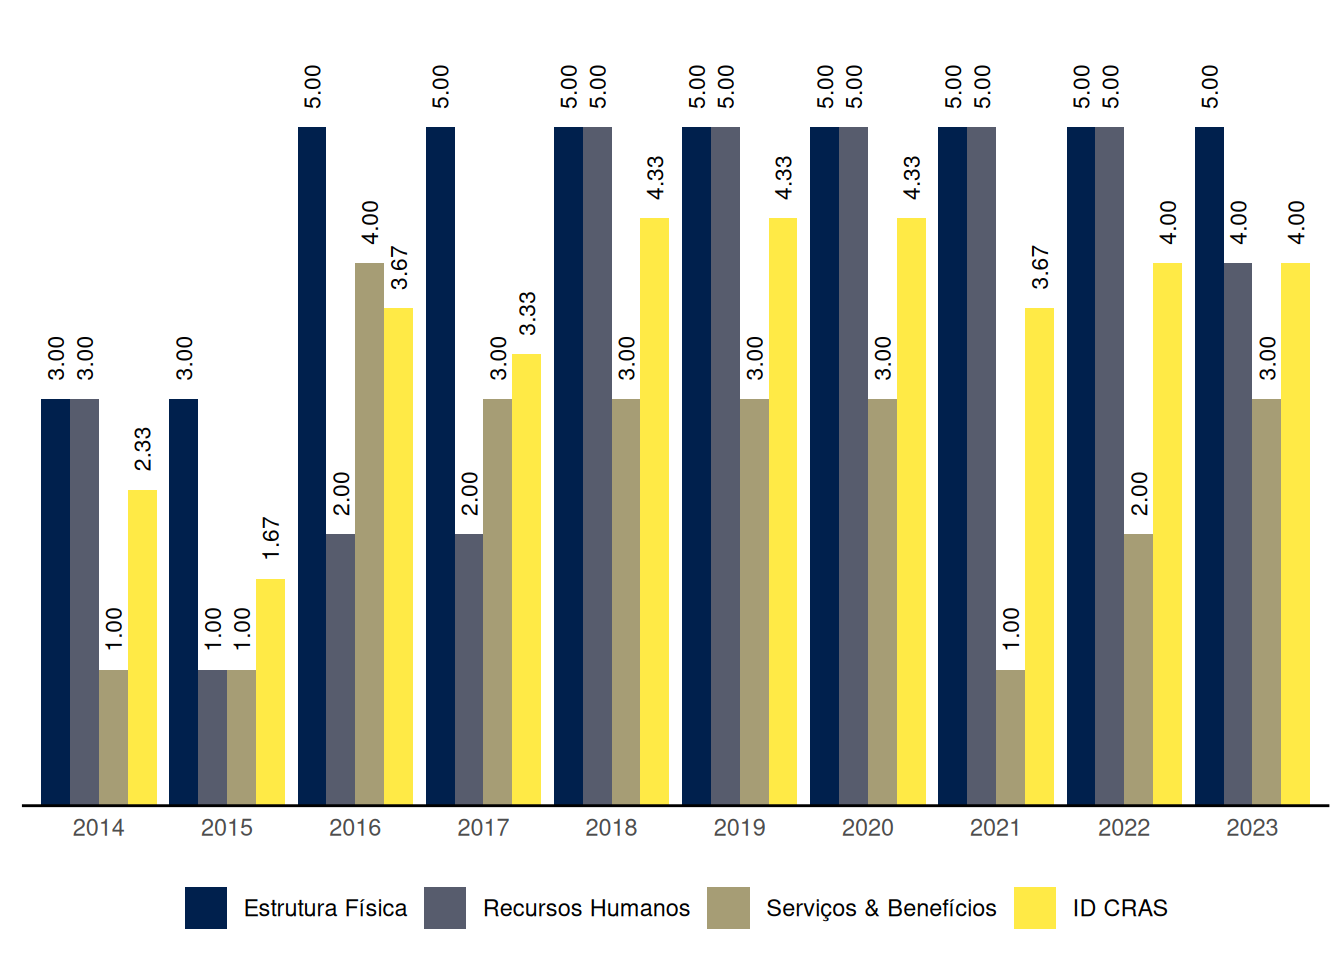 5.00 5.00 5.00 5.00 5.00 5.00 5.00 5.00 5.00 5.00 5.00 5.00 5.00
4.33 4.33 4.33
4.00 4.00 4.00 4.00
3.67 3.67
3.33
3.00 3.00 3.00 3.00 3.00 3.00 3.00 3.00
2.33
2.00 2.00 2.00
1.67
1.00 1.00 1.00 1.00
2014 2015 2016 2017 2018 2019 2020 2021 2022 2023
Estrutura Física Recursos Humanos Serviços & Benefícios ID CRAS